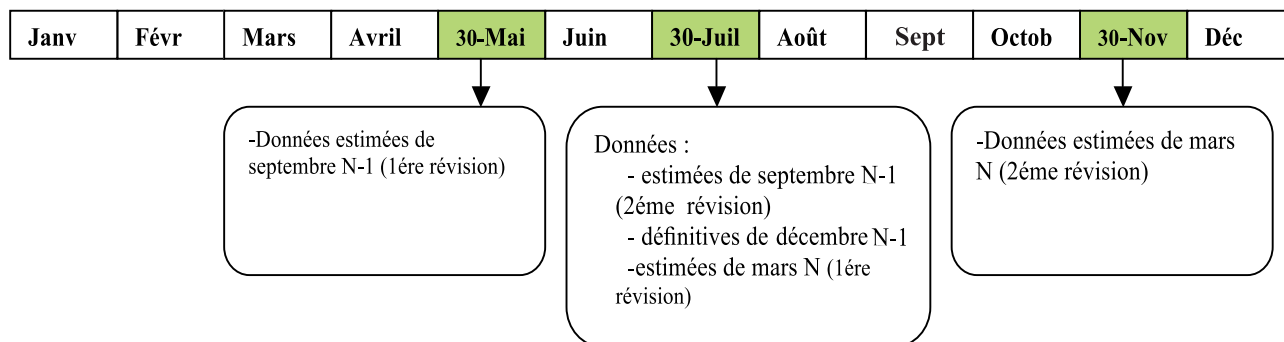 Janv Févr Mars Avril 30-Mai Juin 30-Juil Août Sept Octob 30-Nov Déc
-Données estimées de
septembre N-1 (1ére révision)
Données :
- estimées de septembre N-1
(2éme révision)
- définitives de décembre N-1
-estimées de mars N (1ére
révision)
-Données estimées de mars
N (2éme révision)